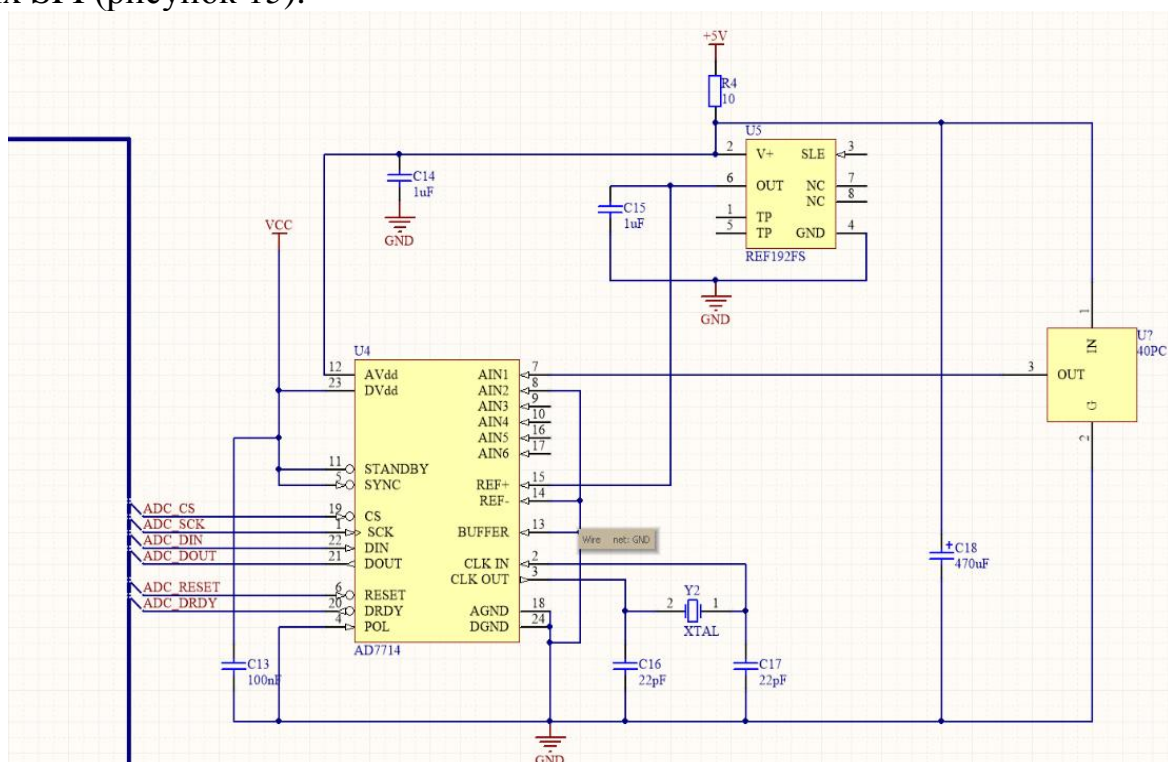 их SPI (рисунок 15).
+5V
R4
10
U5
2 V+ SLE 3
6 OUT NC 7
NC 8
1 TP
5 TP GND 4
REF192FS
C14
1uF
GND
C15
1uF
GND
VCC
U4
12 AVdd AIN1 7
23 DVdd AIN2 8
AIN3 9
AIN4 10
AIN5 16
11 STANDBY AIN6 17
5 SYNC REF+ 15
REF- 14
ADC_CS 19 CS
ADC_SCK 1 SCK BUFFER 13
ADC_DIN 22 DIN
ADC_DOUT 21 DOUT CLK IN 2
CLK OUT 3
ADC_RESET 6 RESET
ADC_DRDY 20 DRDY AGND 18
4 POL DGND 24
AD7714
Wire net: GND
1
U?
40PC
IN
3 OUT
G
2
Y2
2 1
XTAL
C13
100nF
C16
22pF
C17
22pF
C18
470uF
+
GND